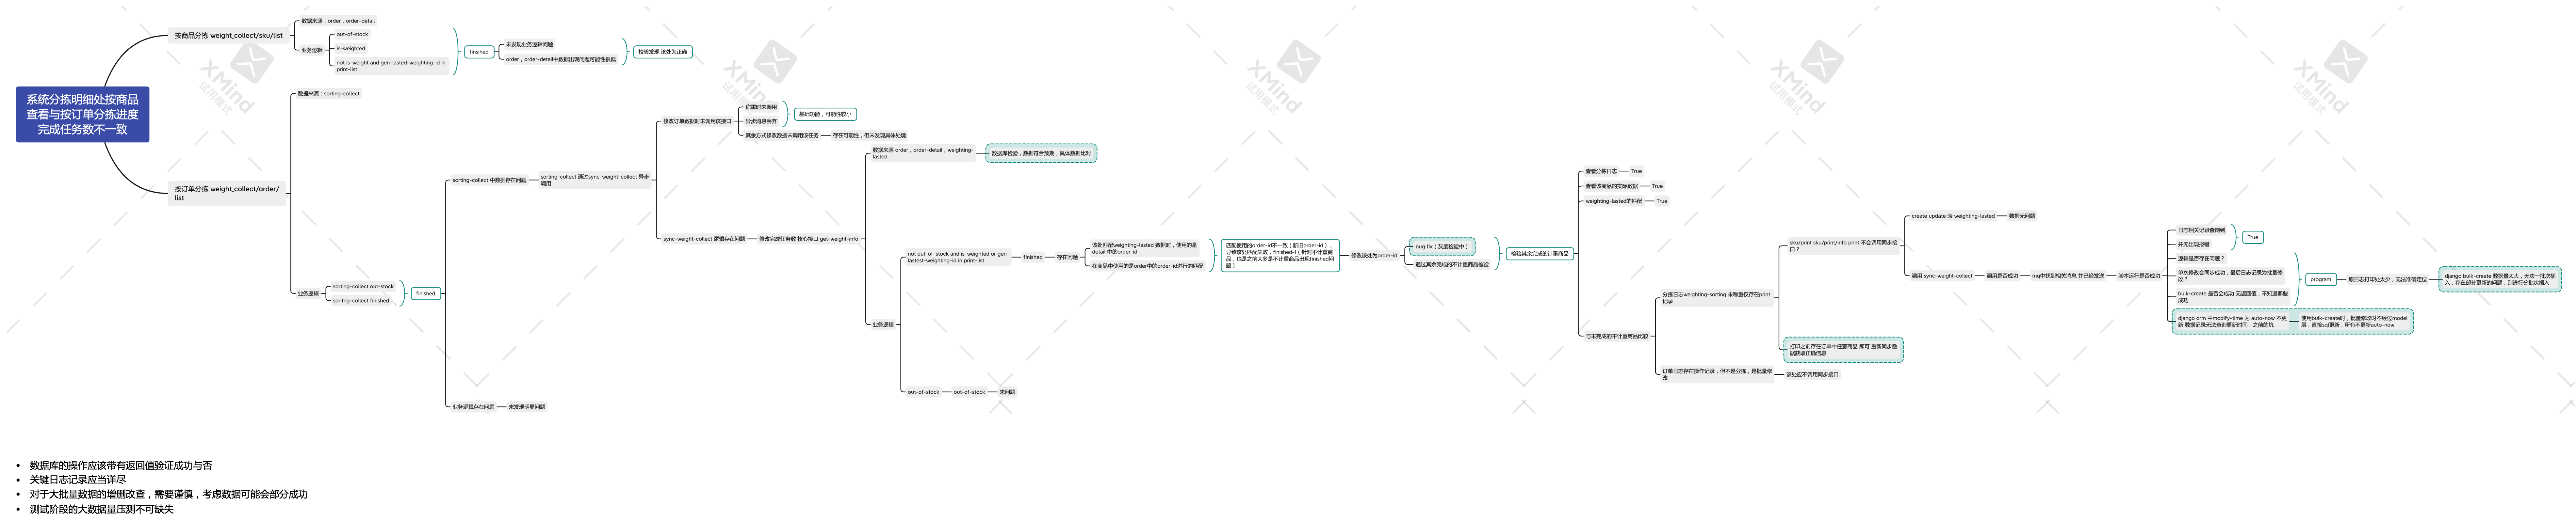 系统分拣明细处按商品
查看与按订单分拣进度
完成任务数不一致
按商品分拣 weight_collect/sku/list
数据来源：order，order-detail
业务逻辑
out-of-stock
is-weighted
not is-weight and gen-lasted-weighting-id in
print-list
finsihed
未发现业务逻辑问题
order，order-detail中数据出现问题可能性很低
校验发现 该处为正确
按订单分拣 weight_collect/order/
list
数据来源：sorting-collect
业务逻辑
sorting-collect out-stock
soritng-collect finished
finished
sorting-collect 中数据存在问题
sorting-collect 通过sync-weight-collect 异步
调用
修改订单数据时未调用该接口
称重时未调用
异步消息丢弃
基础功能，可能性较小
其余方式修改数据未调用该任务
存在可能性，但未发现具体处境
sync-weight-collect 逻辑存在问题
修改完成任务数 核心接口 get-weight-info
数据来源 order，order-detail，weighting-
lasted
数据库检验，数据符合预期，具体数据比对
业务逻辑
not out-of-stock and is-weighted or gen-
lastest-weighting-id in print-list
finished
存在问题
该处匹配weighting-lasted 数据时，使用的是
detail 中的order-id
在商品中使用的是order中的order-id进行的匹配
匹配使用的order-id不一致（新旧order-id），
导致该处匹配失败，finished-l（针对不计重商
品，也是之前大多是不计重商品出现finished问
题）
修改该处为order-id
bug fix（灰度检验中）
通过其余完成的不计重商品检验
out-of-stock
out-of-stock
未问题
业务逻辑存在问题
未发现明显问题
检验其余完成的计重商品
查看分拣日志
True
查看该商品的实际数据
True
weighting-lasted的匹配
True
与未完成的不计重商品比较
分拣日志weighting-sorting 未称重仅存在print
记录
sku/print sku/print/info print 不会调用同步接
口？
create update 表 weighting-lasted
数据无问题
调用 sync-weight-collect
调用是否成功
mq中找到相关消息 并已经发送
脚本运行是否成功
日志相关记录查询到
并无出现报错
True
逻辑是否存在问题？
单次修改会同步成功，最后日志记录为批量修
改？
bulk-create 是否会成功 无返回值，不知道哪些
成功
program
原日志打印处太少，无法准确定位
django bulk-create 数据量太大，无法一批次插
入，存在部分更新的问题，则进行分批次插入
django orm 中modify-time 为 auto-now 不更
新 数据记录无法查询更新时间，之前的坑
使用bulk-create时，批量修改时不经过model
层，直接sql更新，所有不更新auto-now
打印之前存在订单中任意商品 即可 重新同步数
据获取正确信息
订单日志存在操作记录，但不是分拣，是批量修
改
该处应不调用同步接口
• 数据库的操作应该带有返回值验证成功与否
• 关键日志记录应当详尽
• 对于大批量数据的增删改查，需要谨慎，考虑数据可能会部分成功
• 测试阶段的大数据量压测不可缺失
XMind
试用模式
XMind
试用模式
XMind
试用模式
XMind
试用模式
XMind
试用模式